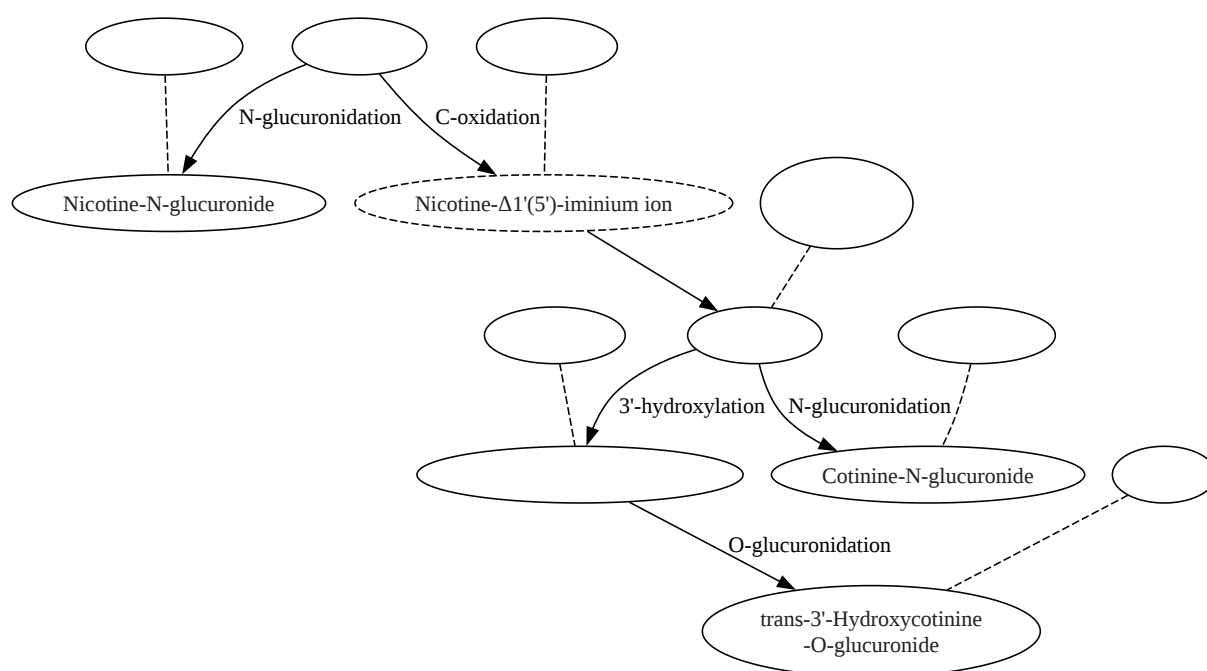 N-glucuronidation
C-oxidation
Nicotine-N-glucuronide
Nicotine-Δ1'(5')-iminium ion
3'-hydroxylation
N-glucuronidation
Cotinine-N-glucuronide
O-glucuronidation
trans-3'-Hydroxycotinine
-O-glucuronide